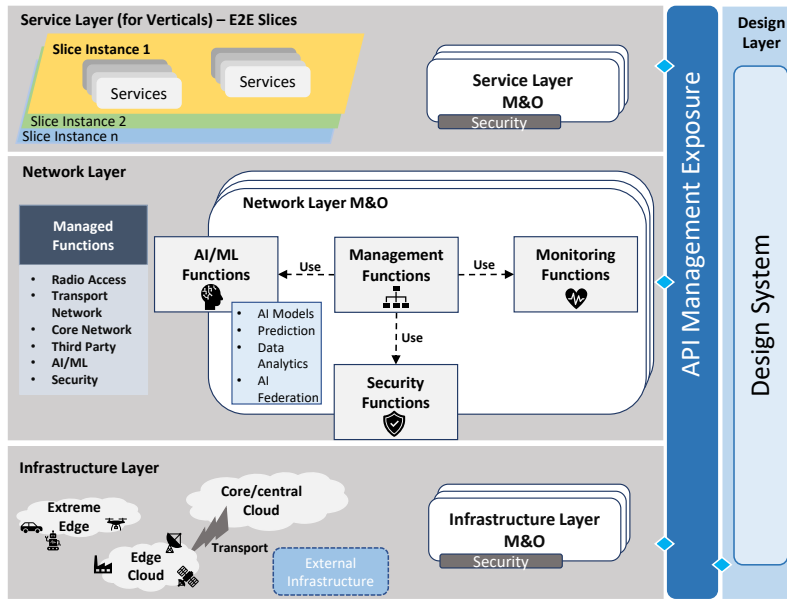 Service Layer (for Verticals) – E2E Slices
Slice Instance 1
Services
Services
Slice Instance 2
Slice Instance n
Service Layer
M&O
Security
Network Layer
Managed
Functions
• Radio Access
• Transport
Network
• Core Network
• Third Party
• AI/ML
• Security
Network Layer M&O
AI/ML
Functions
Use
Management
Functions
Use
Monitoring
Functions
• AI Models
• Prediction
• Data
Analytics
• AI
Federation
Use
Security
Functions
Infrastructure Layer
Extreme
Edge
Core/central
Cloud
Edge
Cloud
Transport
External
Infrastructure
Infrastructure Layer
M&O
Security
API Management Exposure
Design
Layer
Design System